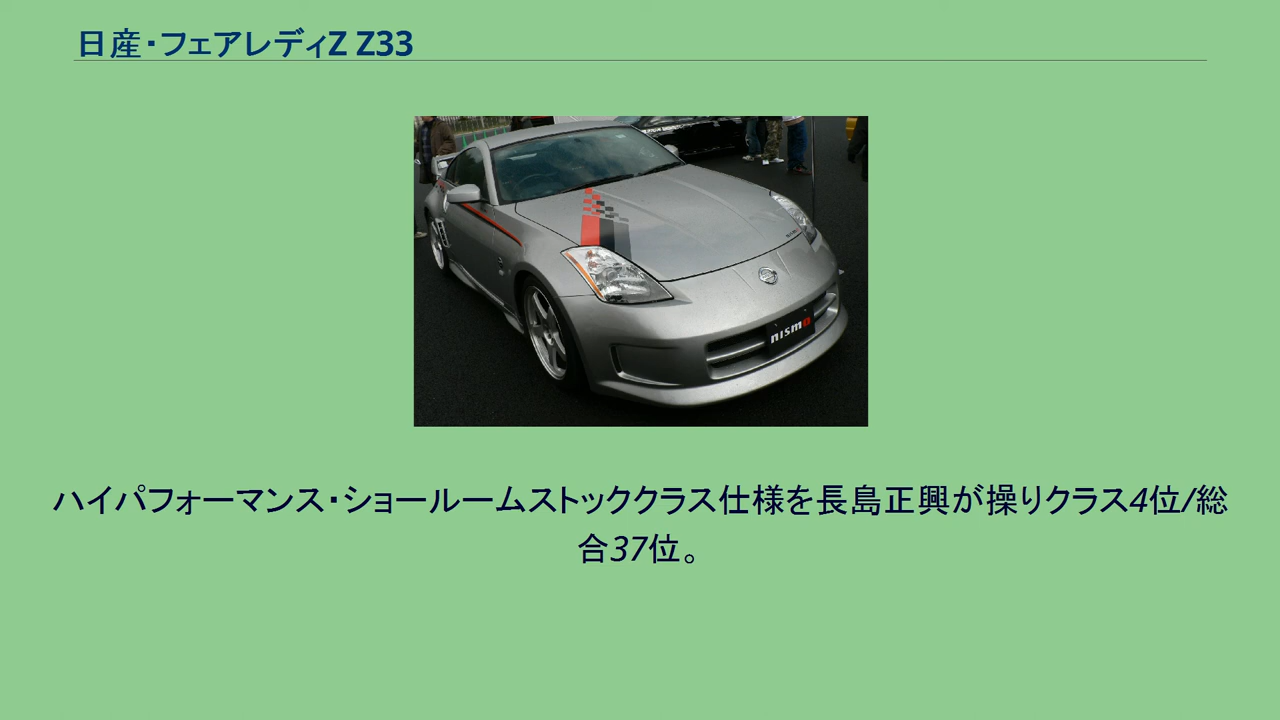 日産・フェアレディZ Z33
nismo
ハイパフォーマンス・ショールームストッククラス仕様を長島正興が操りクラス4位/総
合37位。